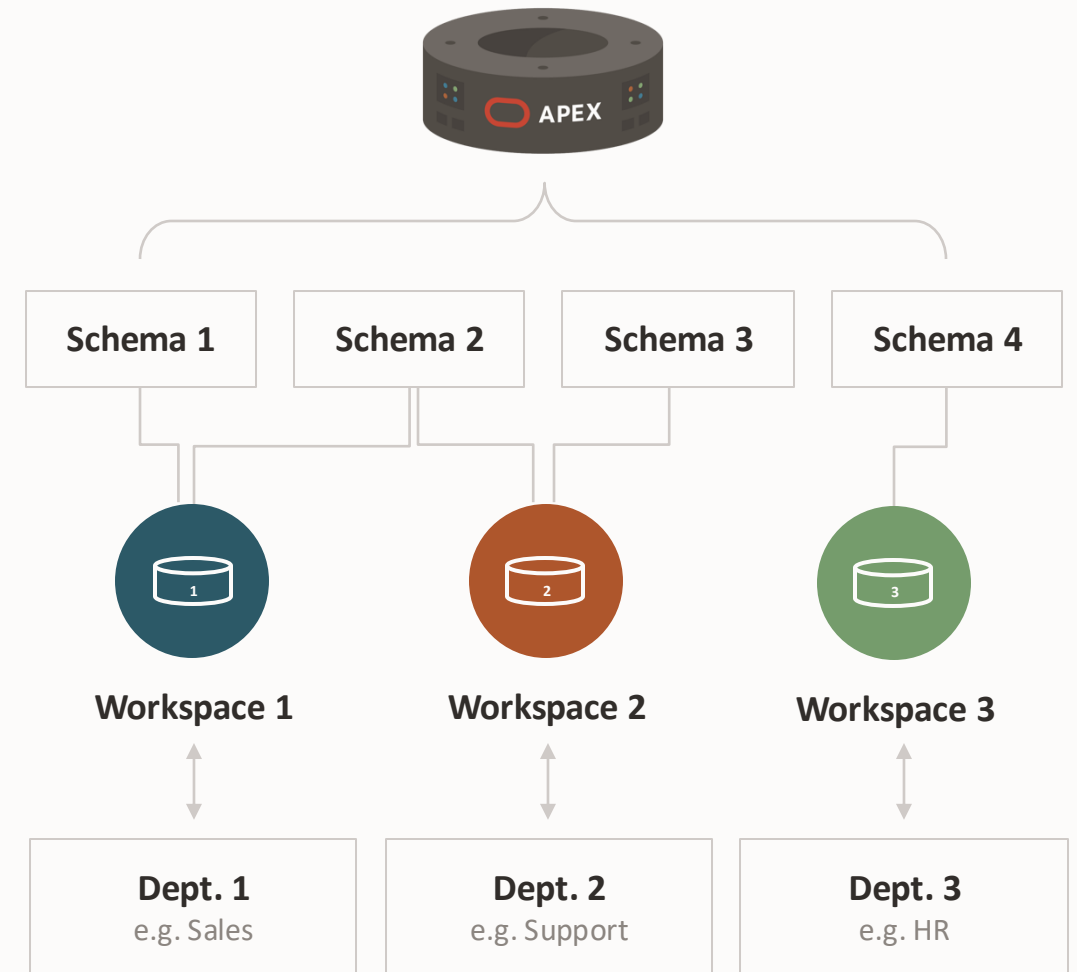 APEX
Schema 1
Schema 2
Schema 3
Schema 4
1
2
3
Workspace 1
Workspace 2
Workspace 3
Dept. 1
e.g. Sales
Dept. 2
e.g. Support
Dept. 3
e.g. HR